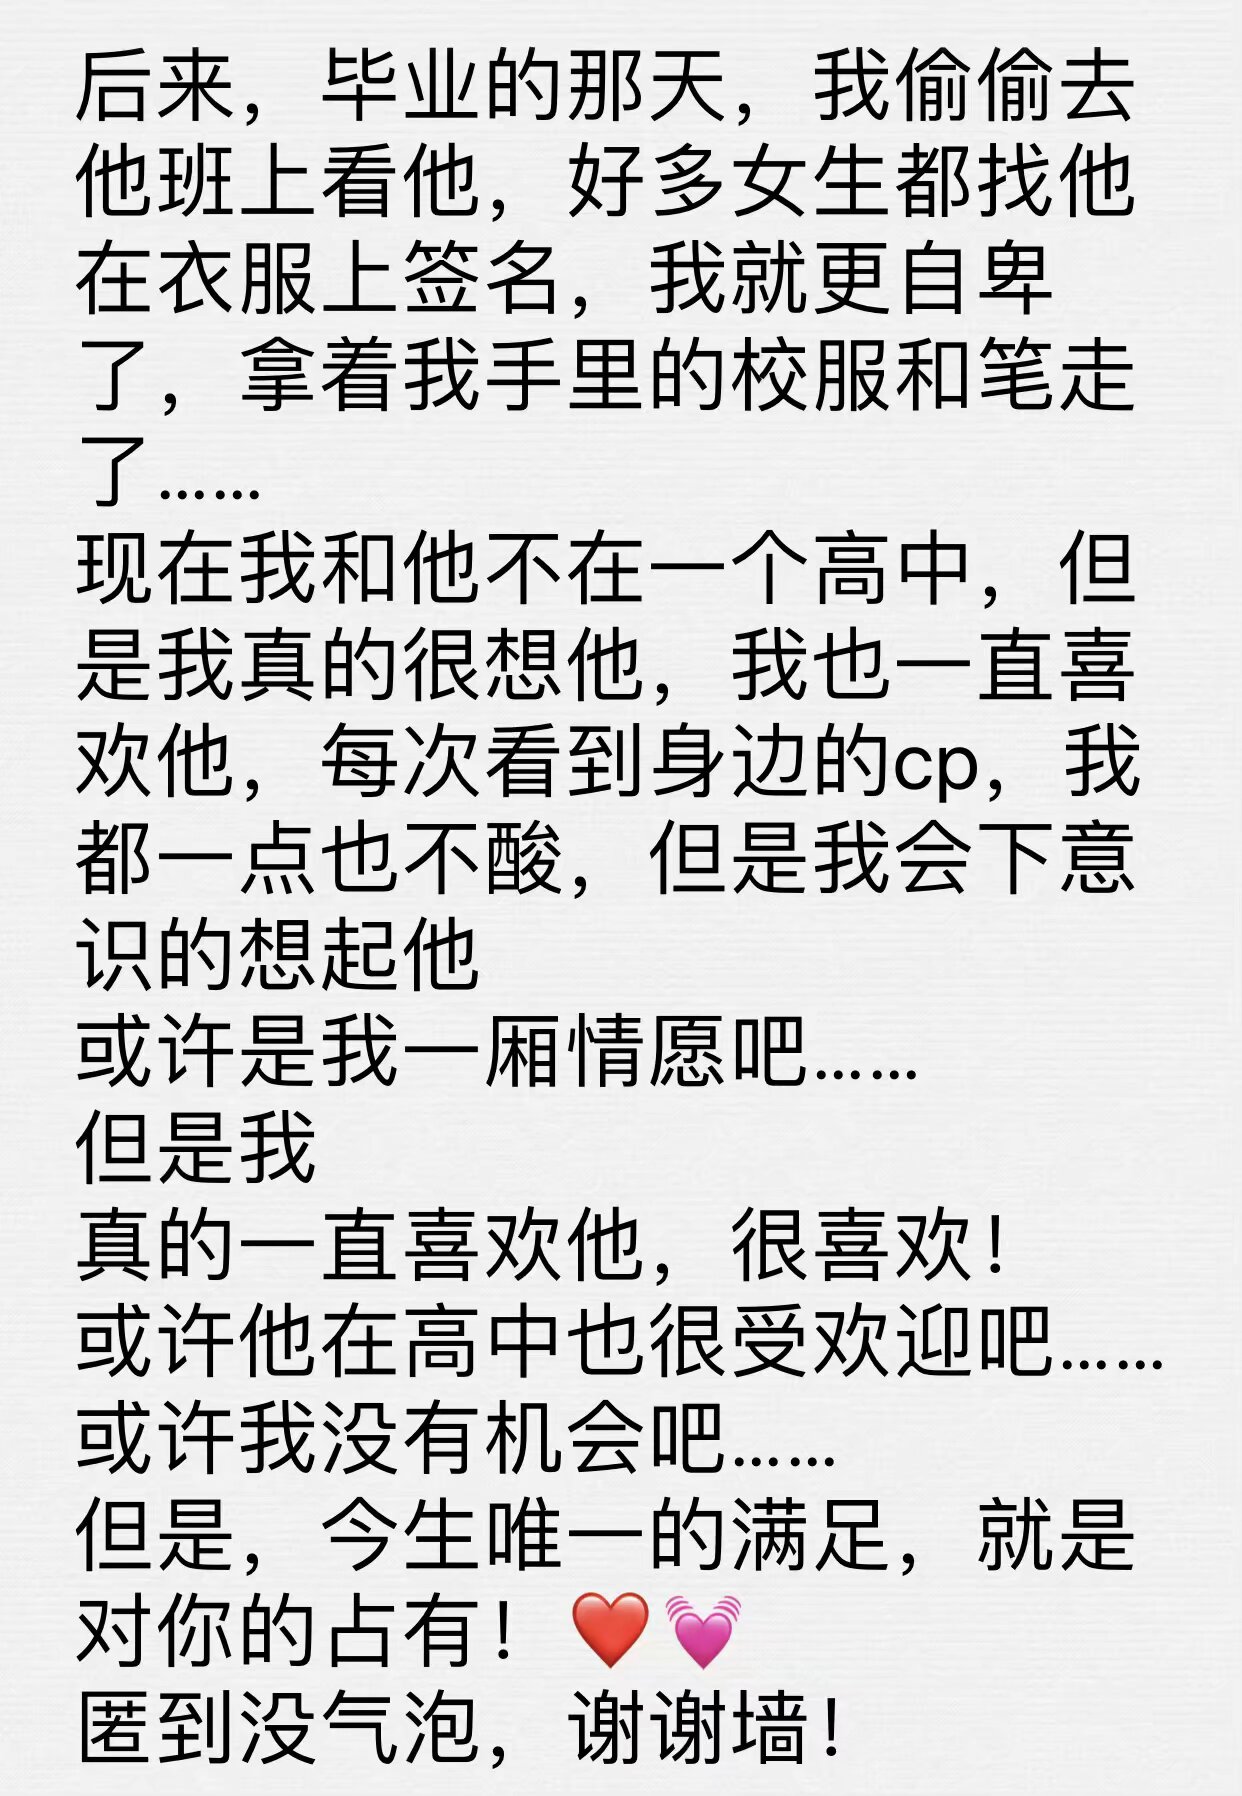 后来，毕业的那天，我偷偷去
他班上看他，好多女生都找他
在衣服上签名，我就更自卑
了，拿着我手里的校服和笔走
了……
现在我和他不在一个高中，但
是我真的很想他，我也一直喜
欢他，每次看到身边的cp，我
都一点也不酸，但是我会下意
识的想起他
或许是我一厢情愿吧……
但是我
真的一直喜欢他，很喜欢！
或许他在高中也很受欢迎吧……
或许我没有机会吧……
但是，今生唯一的满足，就是
对你的占有！❤️💓
匿到没气泡，谢谢墙！